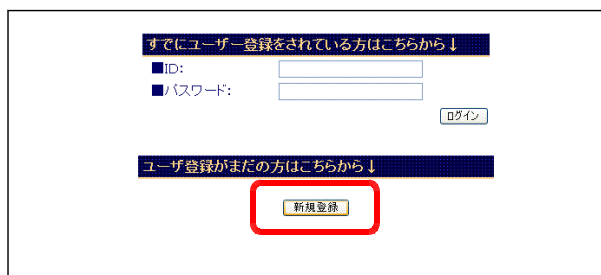 すでにユーザー登録をされている方はこちらから↓
■ID:
■パスワード:
ログイン
ユーザ登録がまだの方はこちらから↓
新規登録